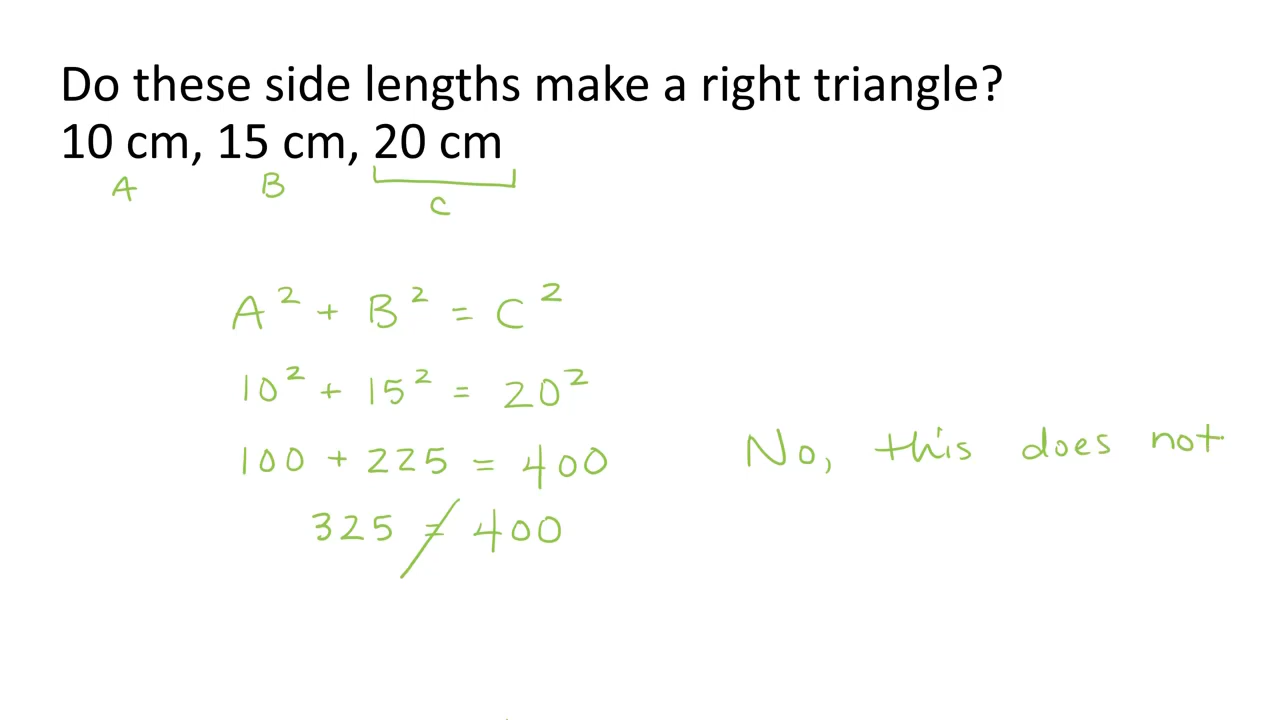 Do these side lengths make a right triangle?
10 cm, 15 cm, 20 cm
A B C
A² + B² = C²
10² + 15² = 20²
100 + 225 = 400
No, this does not
325 ≠ 400